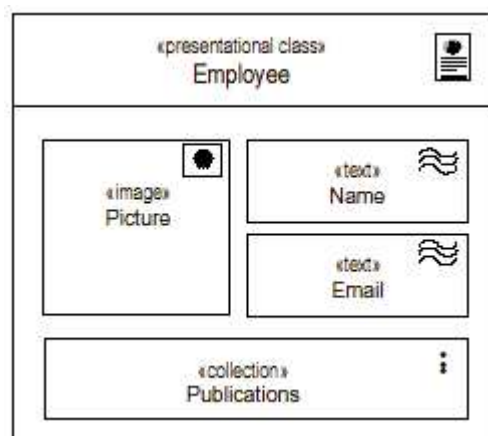 «presentational class»
Employee
«image»
Picture
«text»
Name
«text»
Email
«collection»
Publications